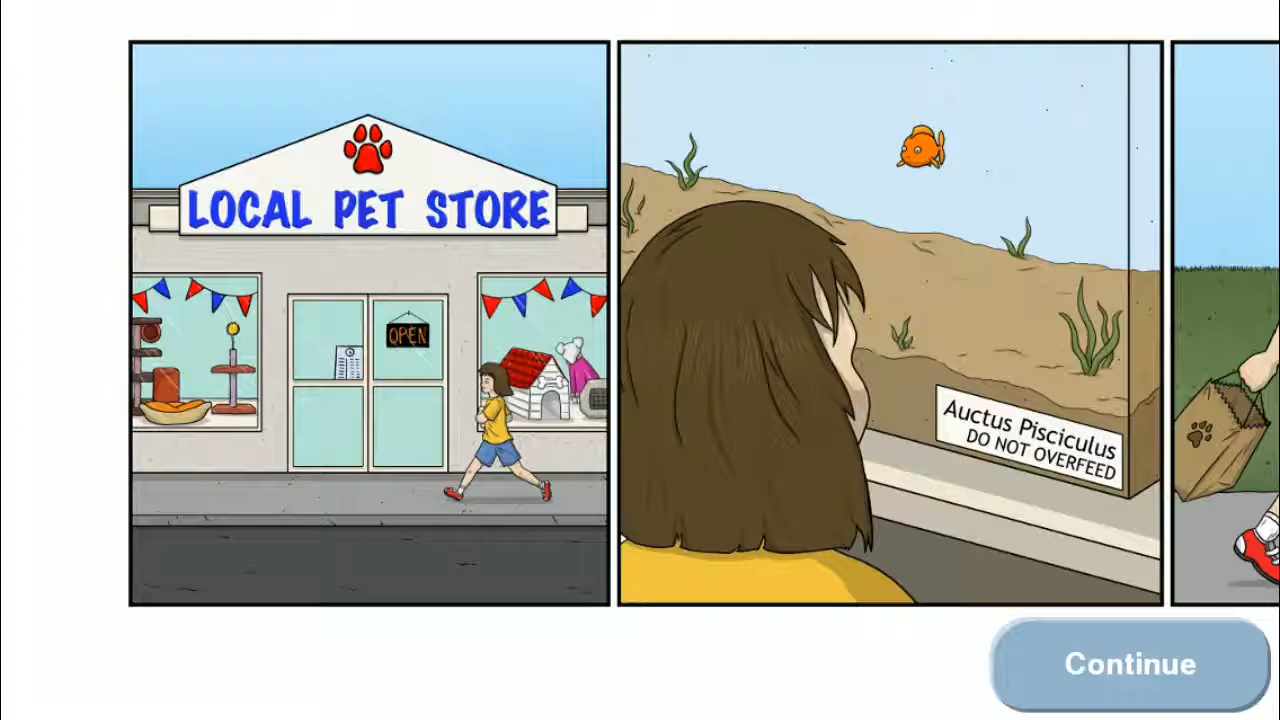 LOCAL PET STORE
OPEN
Auctus Pisciculus
DO NOT OVERFEED
Continue